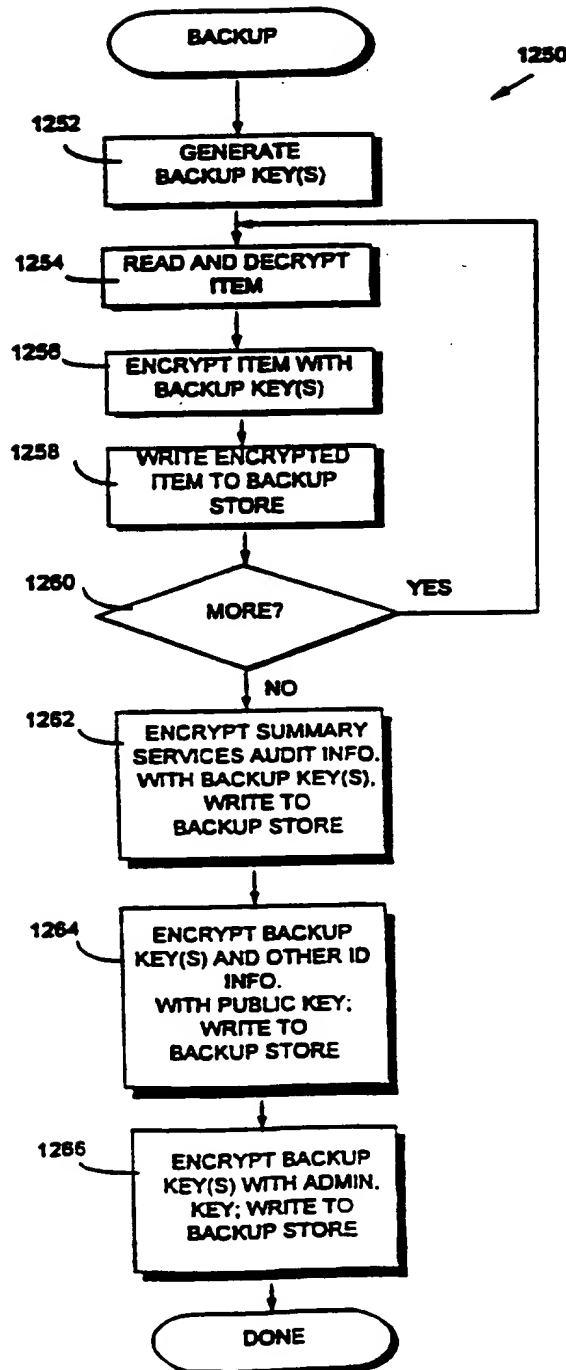 BACKUP
1250
1252
GENERATE
BACKUP KEY(S)
1254
READ AND DECRYPT
ITEM
1256
ENCRYPT ITEM WITH
BACKUP KEY(S)
1258
WRITE ENCRYPTED
ITEM TO BACKUP
STORE
1260
MORE?
YES
NO
1262
ENCRYPT SUMMARY
SERVICES AUDIT INFO.
WITH BACKUP KEY(S).
WRITE TO
BACKUP STORE
1264
ENCRYPT BACKUP
KEY(S) AND OTHER ID
INFO.
WITH PUBLIC KEY;
WRITE TO
BACKUP STORE
1266
ENCRYPT BACKUP
KEY(S) WITH ADMIN.
KEY; WRITE TO
BACKUP STORE
DONE